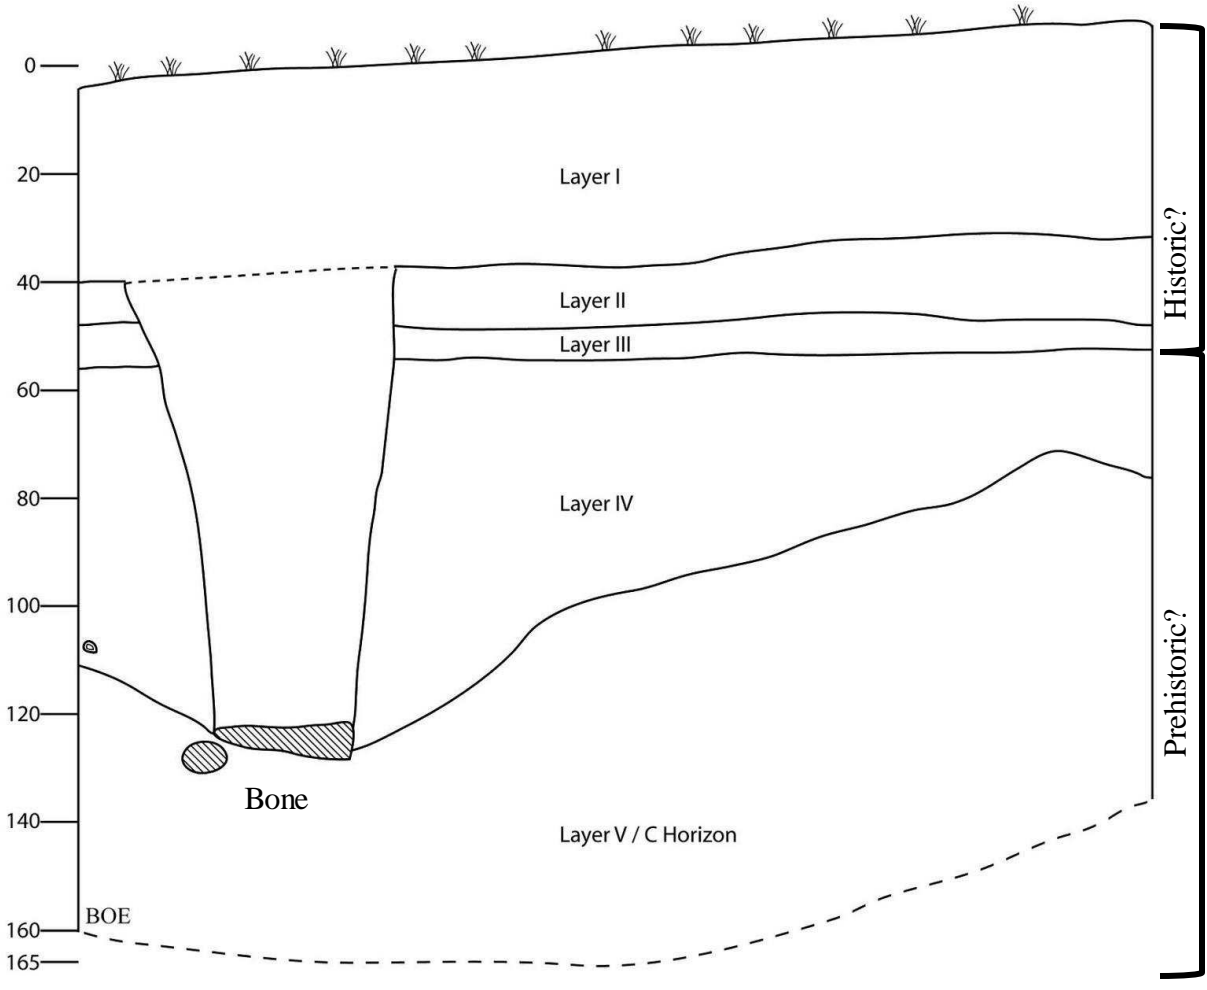 0
20
Layer I
Historic?
40
Layer II
Layer III
60
80
Layer IV
100
Prehistoric?
120
Bone
140
Layer V / C Horizon
BOE
160
165